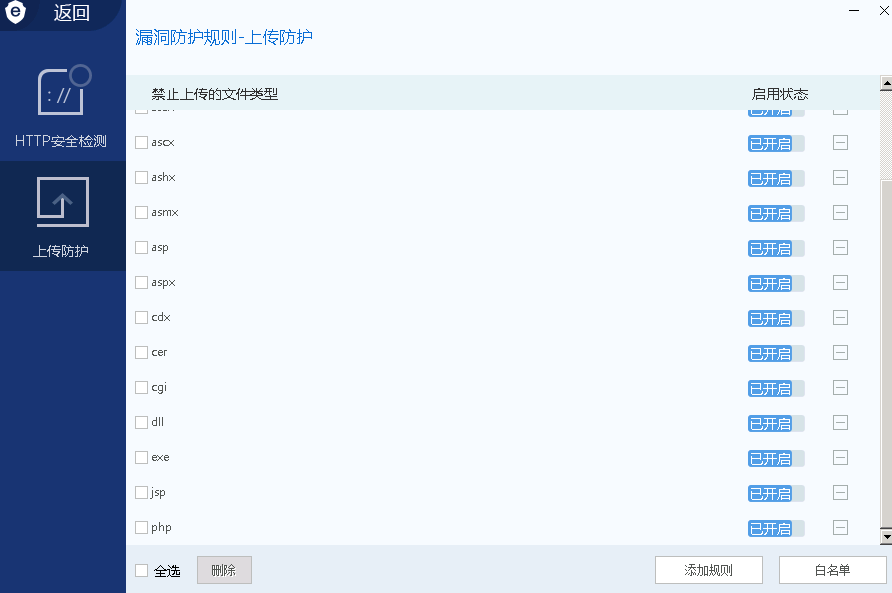 返回
漏洞防护规则-上传防护
禁止上传的文件类型 启用状态
已开启
ascx 已开启
ashx 已开启
asmx 已开启
asp 已开启
aspx 已开启
cdx 已开启
cer 已开启
cgi 已开启
dll 已开启
exe 已开启
jsp 已开启
php 已开启
HTTP安全检测
上传防护
全选 删除 添加规则 白名单